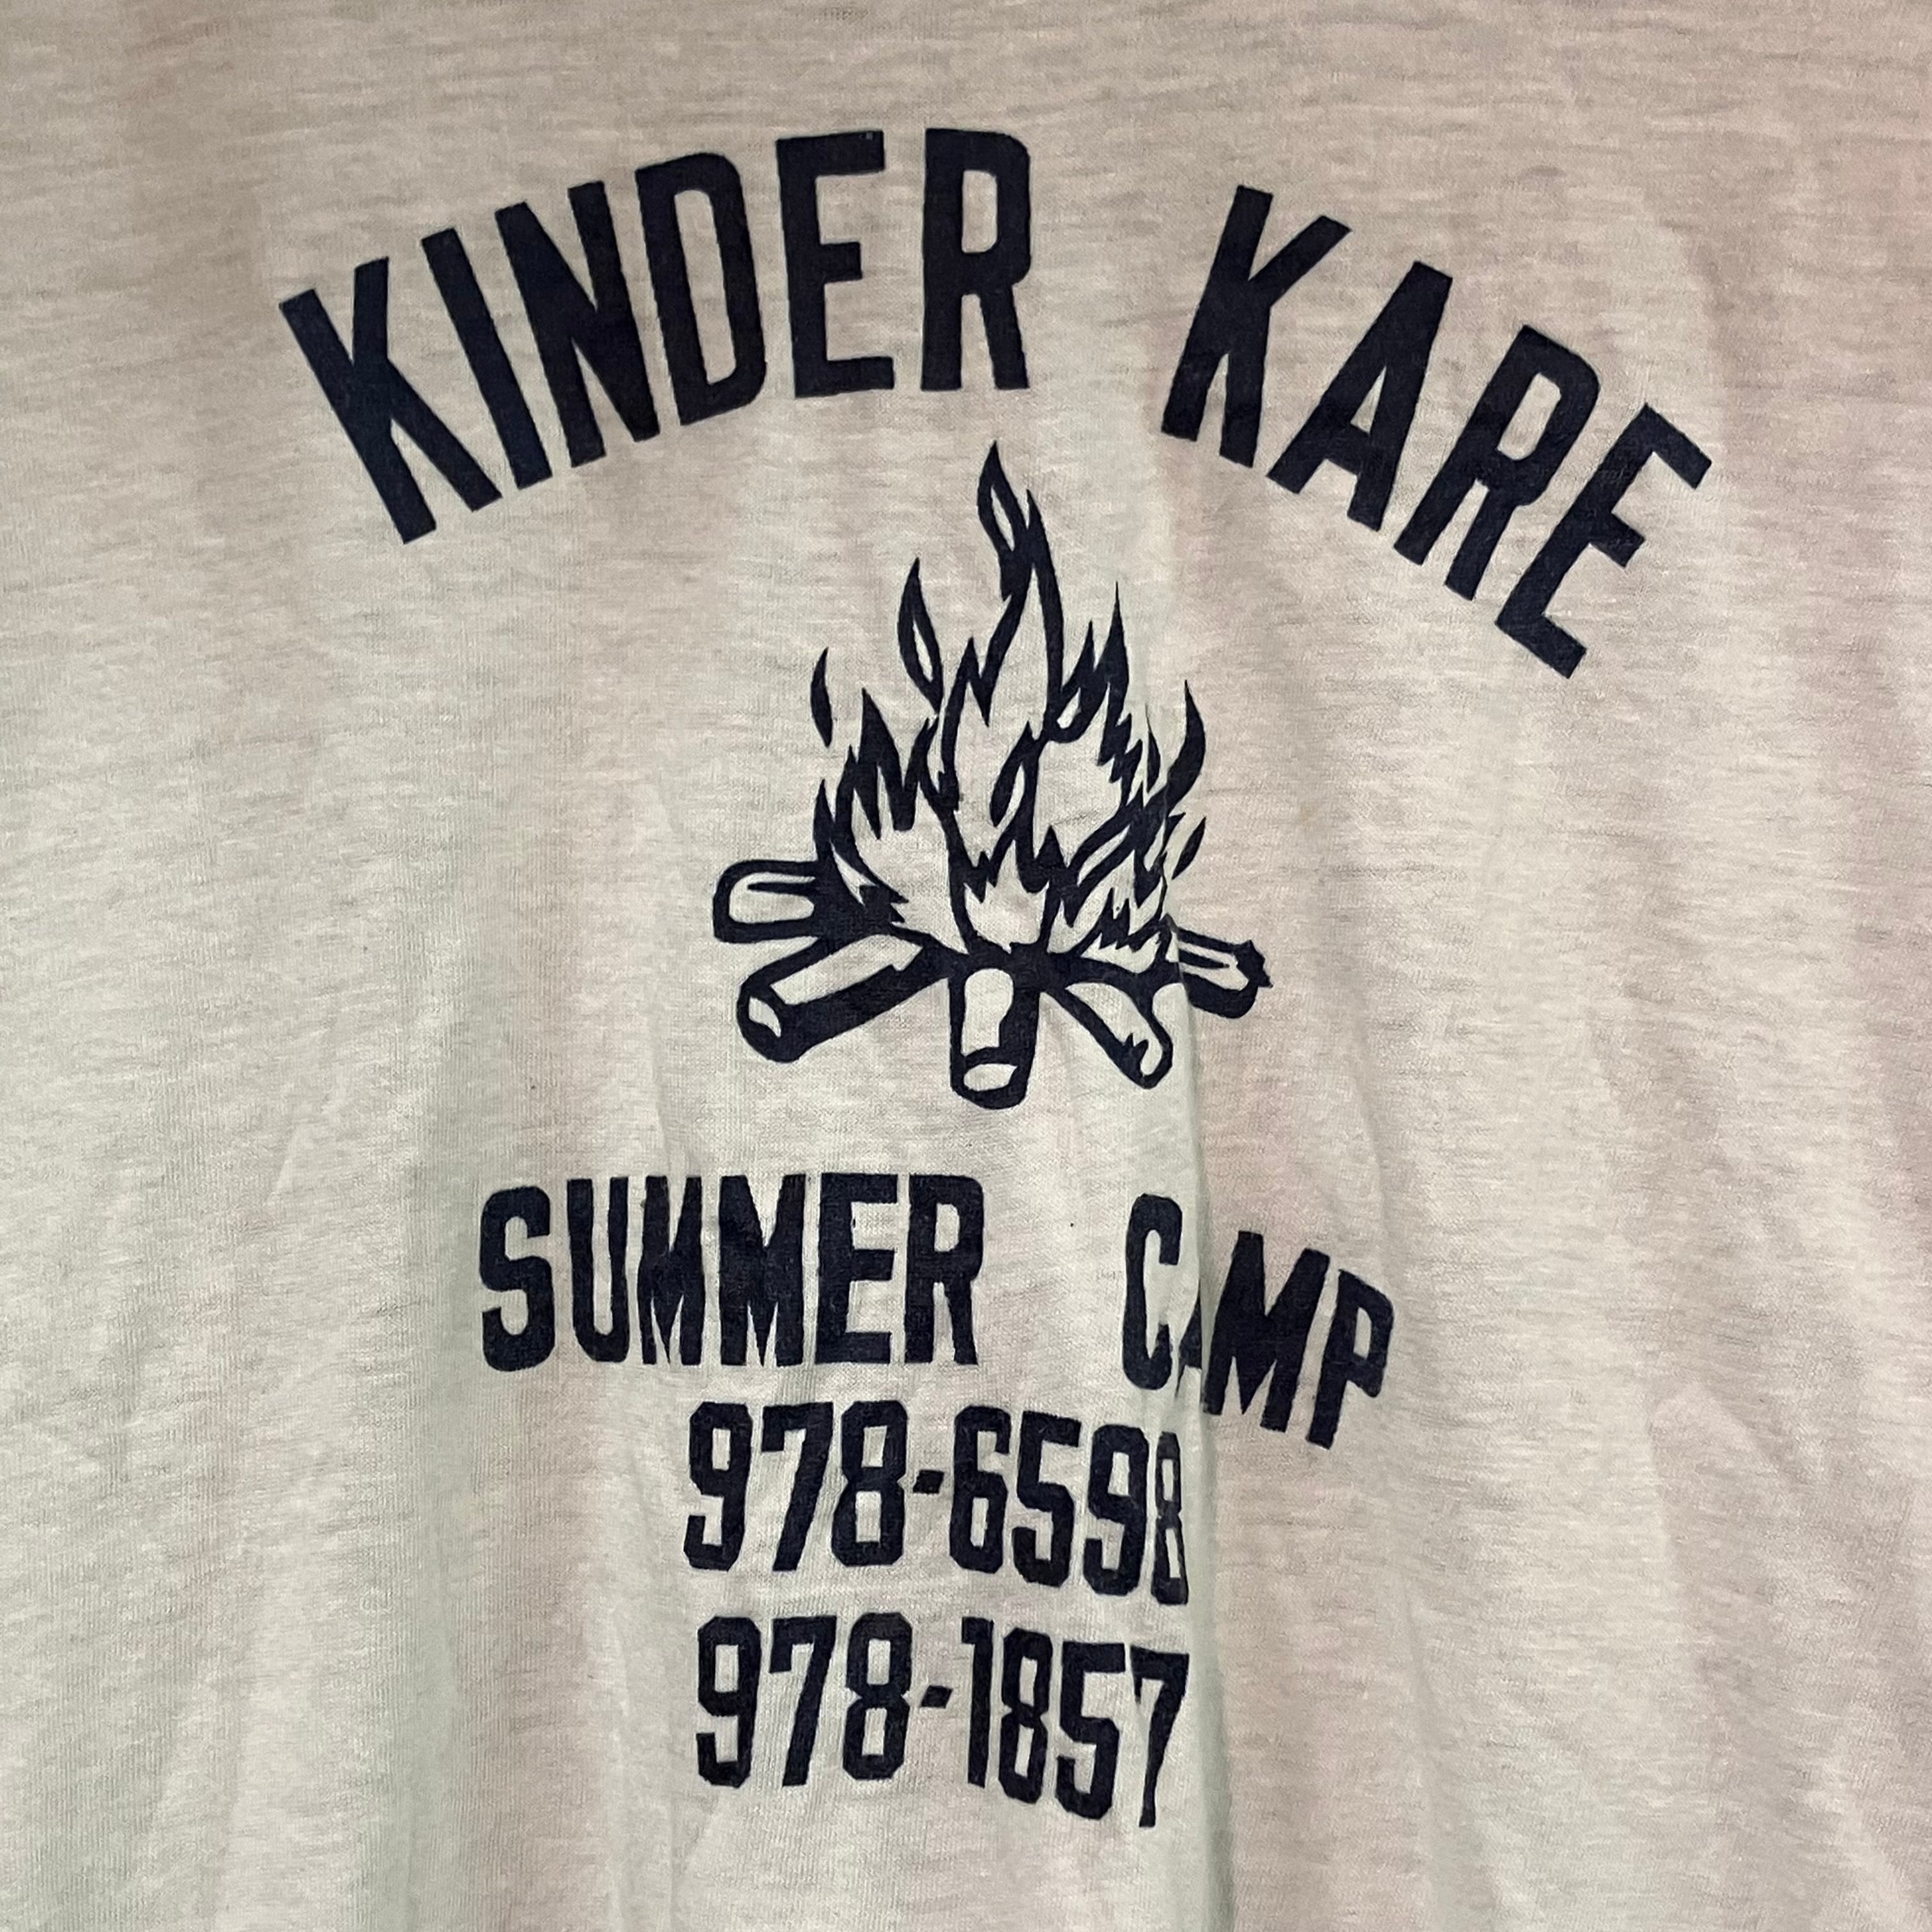 KINDER KARE
SUMMER CAMP
978-6598
978-1857